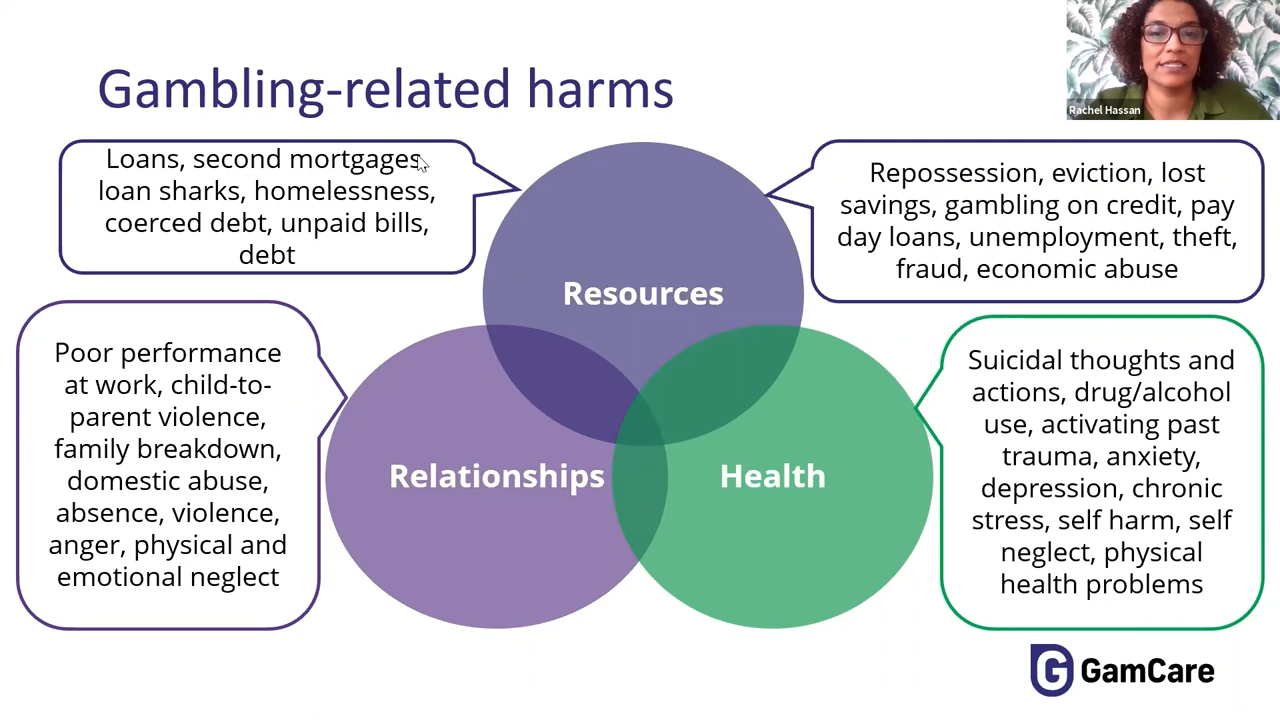 Gambling-related harms
Rachel Hassan
Loans, second mortgages,
loan sharks, homelessness,
coerced debt, unpaid bills,
debt
Repossession, eviction, lost
savings, gambling on credit, pay
day loans, unemployment, theft,
fraud, economic abuse
Resources
Poor performance
at work, child-to-
parent violence,
family breakdown,
domestic abuse,
absence, violence,
anger, physical and
emotional neglect
Relationships
Health
Suicidal thoughts and
actions, drug/alcohol
use, activating past
trauma, anxiety,
depression, chronic
stress, self harm, self
neglect, physical
health problems
GamCare